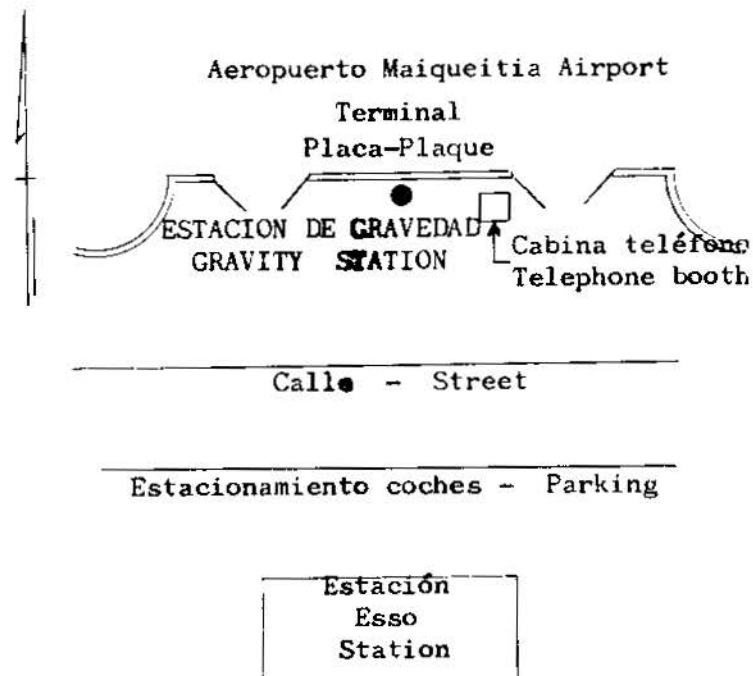 Aeropuerto Maiqueitia Airport
Terminal
Placa-Plaque
ESTACION DE GRAVEDAD
GRAVITY STATION
Cabina teléfono
Telephone booth
Calle - Street
Estacionamiento coches - Parking
Estación
Esso
Station